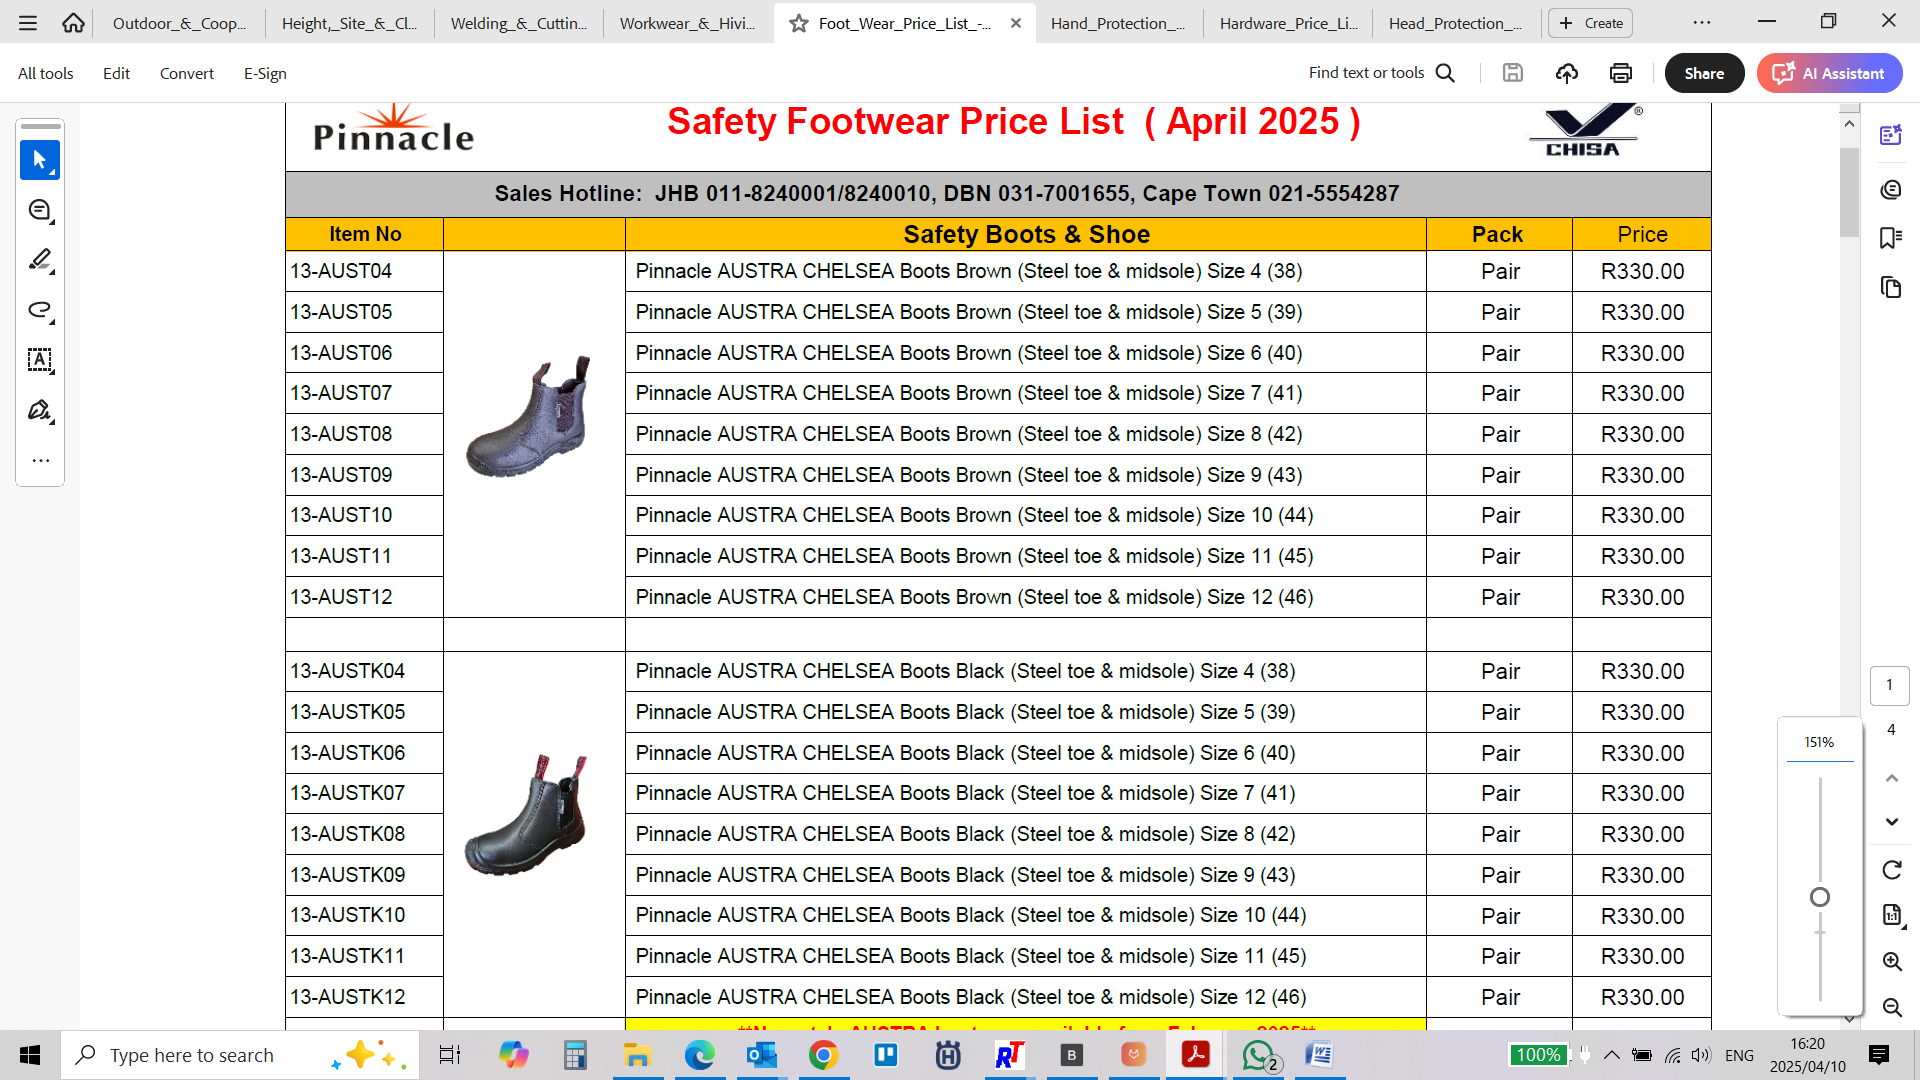 Outdoor_&_Coop...
Height,_Site_&_Cl...
Welding_&_Cuttin...
Workwear_&_Hivi...
Foot_Wear_Price_List_-...
Hand_Protection_...
Hardware_Price_Li...
Head_Protection_...
Create
All tools
Edit
Convert
E-Sign
Find text or tools
Share
AI Assistant
Pinnacle
Safety Footwear Price List ( April 2025 )
®
CHISA
Sales Hotline: JHB 011-8240001/8240010, DBN 031-7001655, Cape Town 021-5554287
Item No Safety Boots & Shoe Pack Price
13-AUST04 Pinnacle AUSTRA CHELSEA Boots Brown (Steel toe & midsole) Size 4 (38) Pair R330.00
13-AUST05 Pinnacle AUSTRA CHELSEA Boots Brown (Steel toe & midsole) Size 5 (39) Pair R330.00
13-AUST06 Pinnacle AUSTRA CHELSEA Boots Brown (Steel toe & midsole) Size 6 (40) Pair R330.00
13-AUST07 Pinnacle AUSTRA CHELSEA Boots Brown (Steel toe & midsole) Size 7 (41) Pair R330.00
13-AUST08 Pinnacle AUSTRA CHELSEA Boots Brown (Steel toe & midsole) Size 8 (42) Pair R330.00
13-AUST09 Pinnacle AUSTRA CHELSEA Boots Brown (Steel toe & midsole) Size 9 (43) Pair R330.00
13-AUST10 Pinnacle AUSTRA CHELSEA Boots Brown (Steel toe & midsole) Size 10 (44) Pair R330.00
13-AUST11 Pinnacle AUSTRA CHELSEA Boots Brown (Steel toe & midsole) Size 11 (45) Pair R330.00
13-AUST12 Pinnacle AUSTRA CHELSEA Boots Brown (Steel toe & midsole) Size 12 (46) Pair R330.00
13-AUSTK04 Pinnacle AUSTRA CHELSEA Boots Black (Steel toe & midsole) Size 4 (38) Pair R330.00
13-AUSTK05 Pinnacle AUSTRA CHELSEA Boots Black (Steel toe & midsole) Size 5 (39) Pair R330.00
13-AUSTK06 Pinnacle AUSTRA CHELSEA Boots Black (Steel toe & midsole) Size 6 (40) Pair R330.00
13-AUSTK07 Pinnacle AUSTRA CHELSEA Boots Black (Steel toe & midsole) Size 7 (41) Pair R330.00
13-AUSTK08 Pinnacle AUSTRA CHELSEA Boots Black (Steel toe & midsole) Size 8 (42) Pair R330.00
13-AUSTK09 Pinnacle AUSTRA CHELSEA Boots Black (Steel toe & midsole) Size 9 (43) Pair R330.00
13-AUSTK10 Pinnacle AUSTRA CHELSEA Boots Black (Steel toe & midsole) Size 10 (44) Pair R330.00
13-AUSTK11 Pinnacle AUSTRA CHELSEA Boots Black (Steel toe & midsole) Size 11 (45) Pair R330.00
13-AUSTK12 Pinnacle AUSTRA CHELSEA Boots Black (Steel toe & midsole) Size 12 (46) Pair R330.00
1
4
151%
1:1
Type here to search
RT
B
2
100%
ENG
16:20
2025/04/10